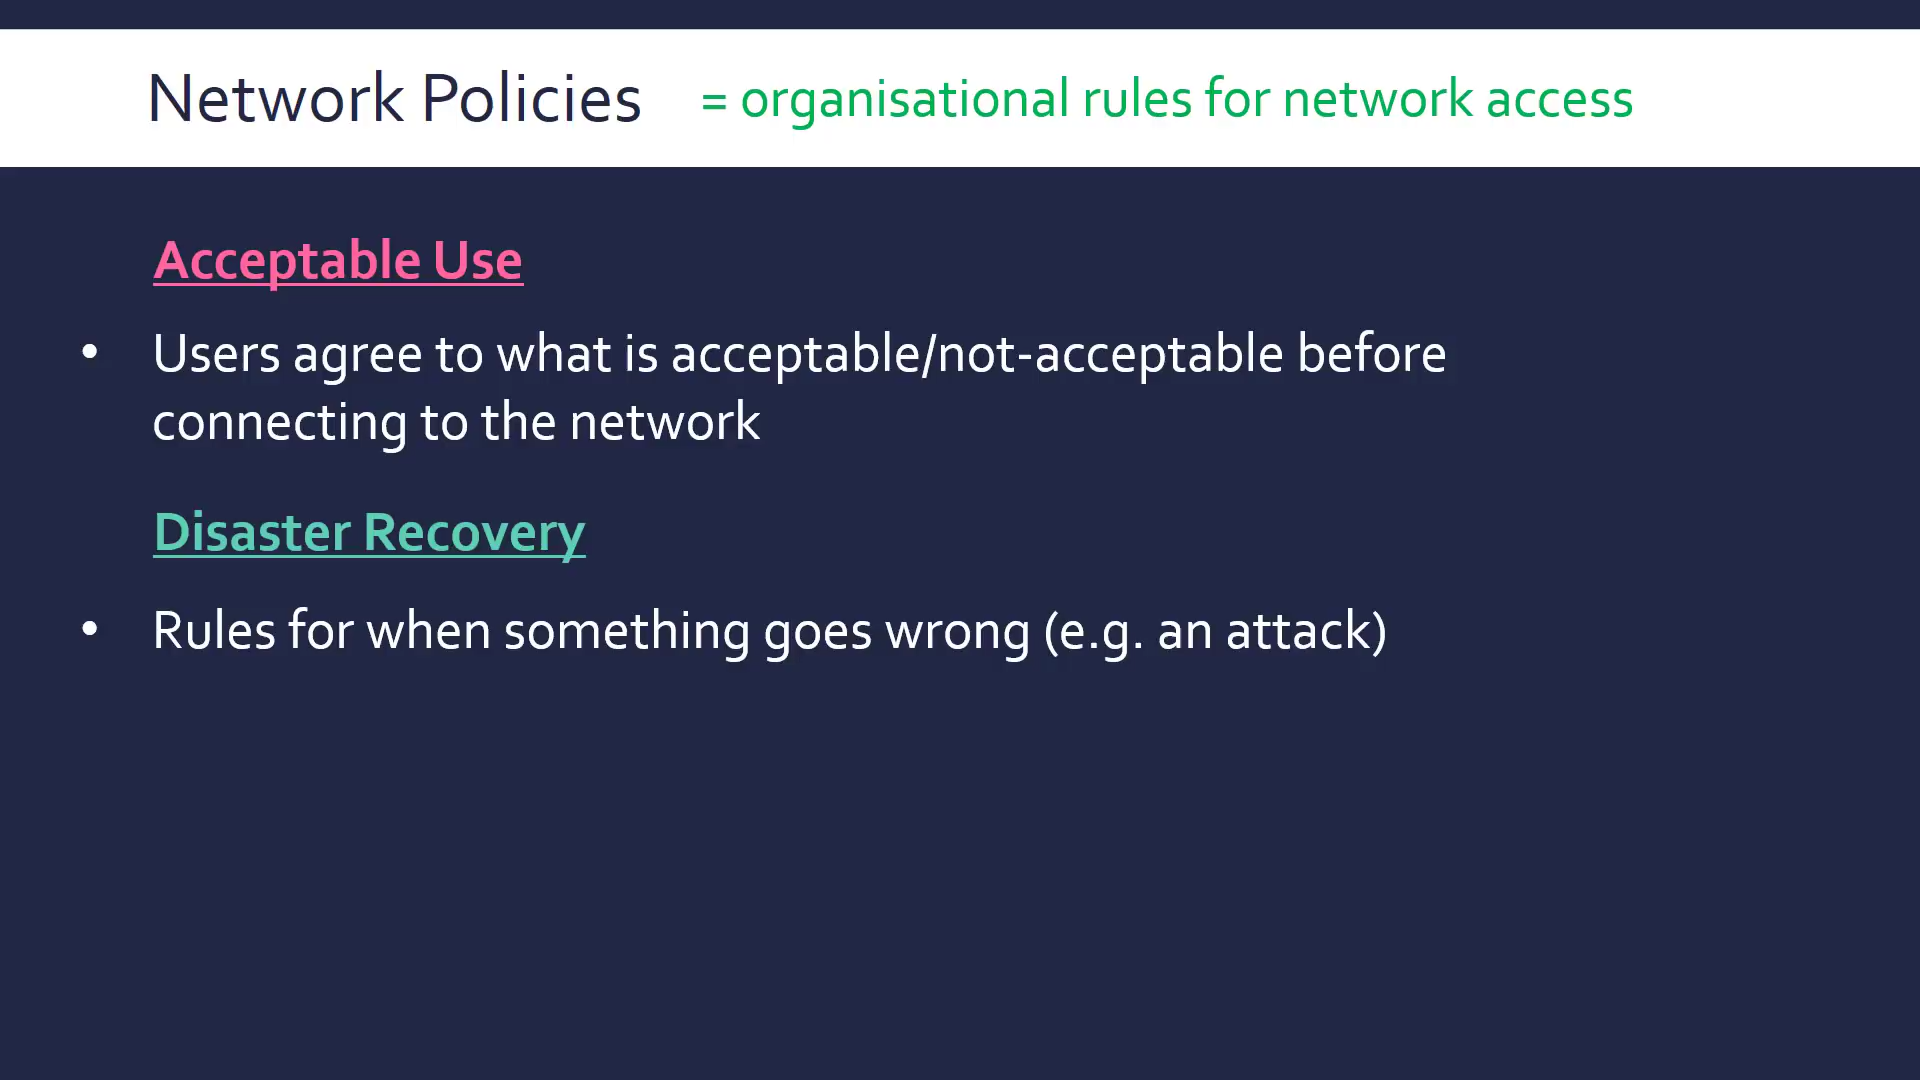 Network Policies = organisational rules for network access
Acceptable Use
• Users agree to what is acceptable/not-acceptable before
connecting to the network
Disaster Recovery
• Rules for when something goes wrong (e.g. an attack)